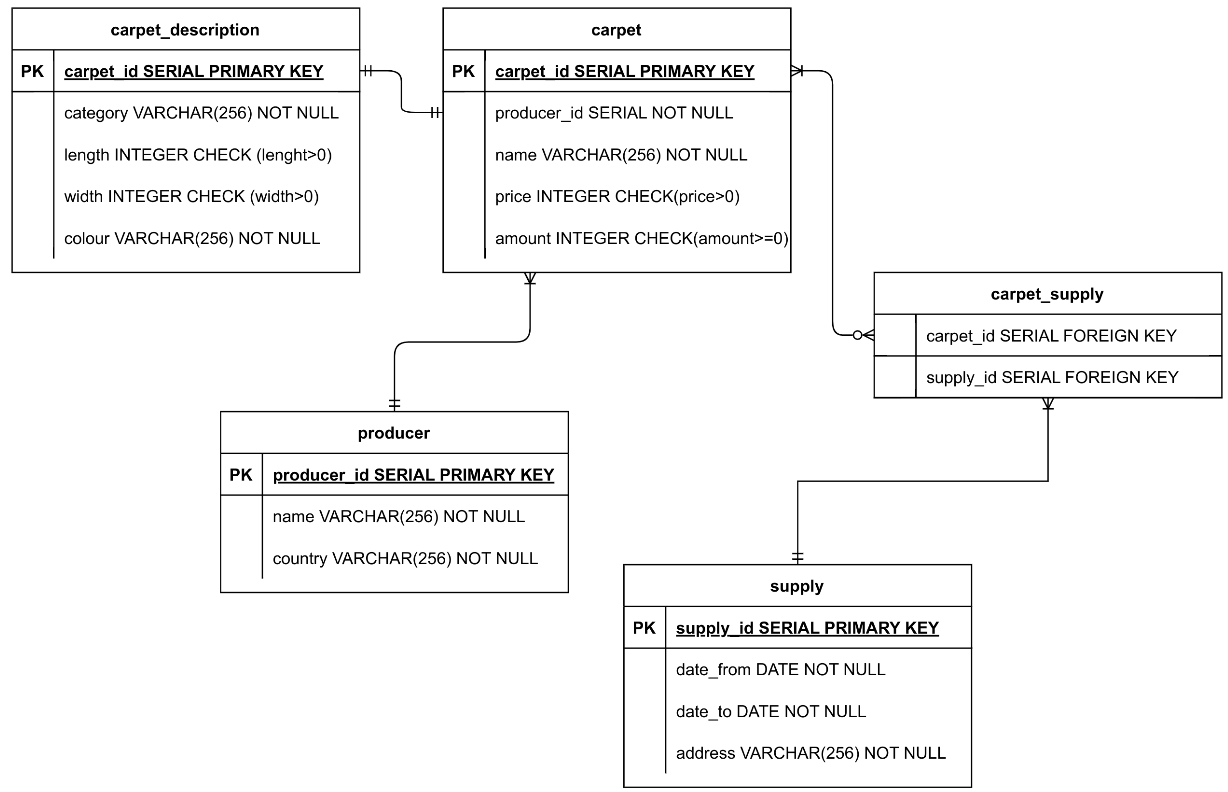 carpet_description
PK carpet_id SERIAL PRIMARY KEY
category VARCHAR(256) NOT NULL
length INTEGER CHECK (lenght>0)
width INTEGER CHECK (width>0)
colour VARCHAR(256) NOT NULL
carpet
PK carpet_id SERIAL PRIMARY KEY
producer_id SERIAL NOT NULL
name VARCHAR(256) NOT NULL
price INTEGER CHECK(price>0)
amount INTEGER CHECK(amount>=0)
carpet_supply
carpet_id SERIAL FOREIGN KEY
supply_id SERIAL FOREIGN KEY
producer
PK producer_id SERIAL PRIMARY KEY
name VARCHAR(256) NOT NULL
country VARCHAR(256) NOT NULL
supply
PK supply_id SERIAL PRIMARY KEY
date_from DATE NOT NULL
date_to DATE NOT NULL
address VARCHAR(256) NOT NULL